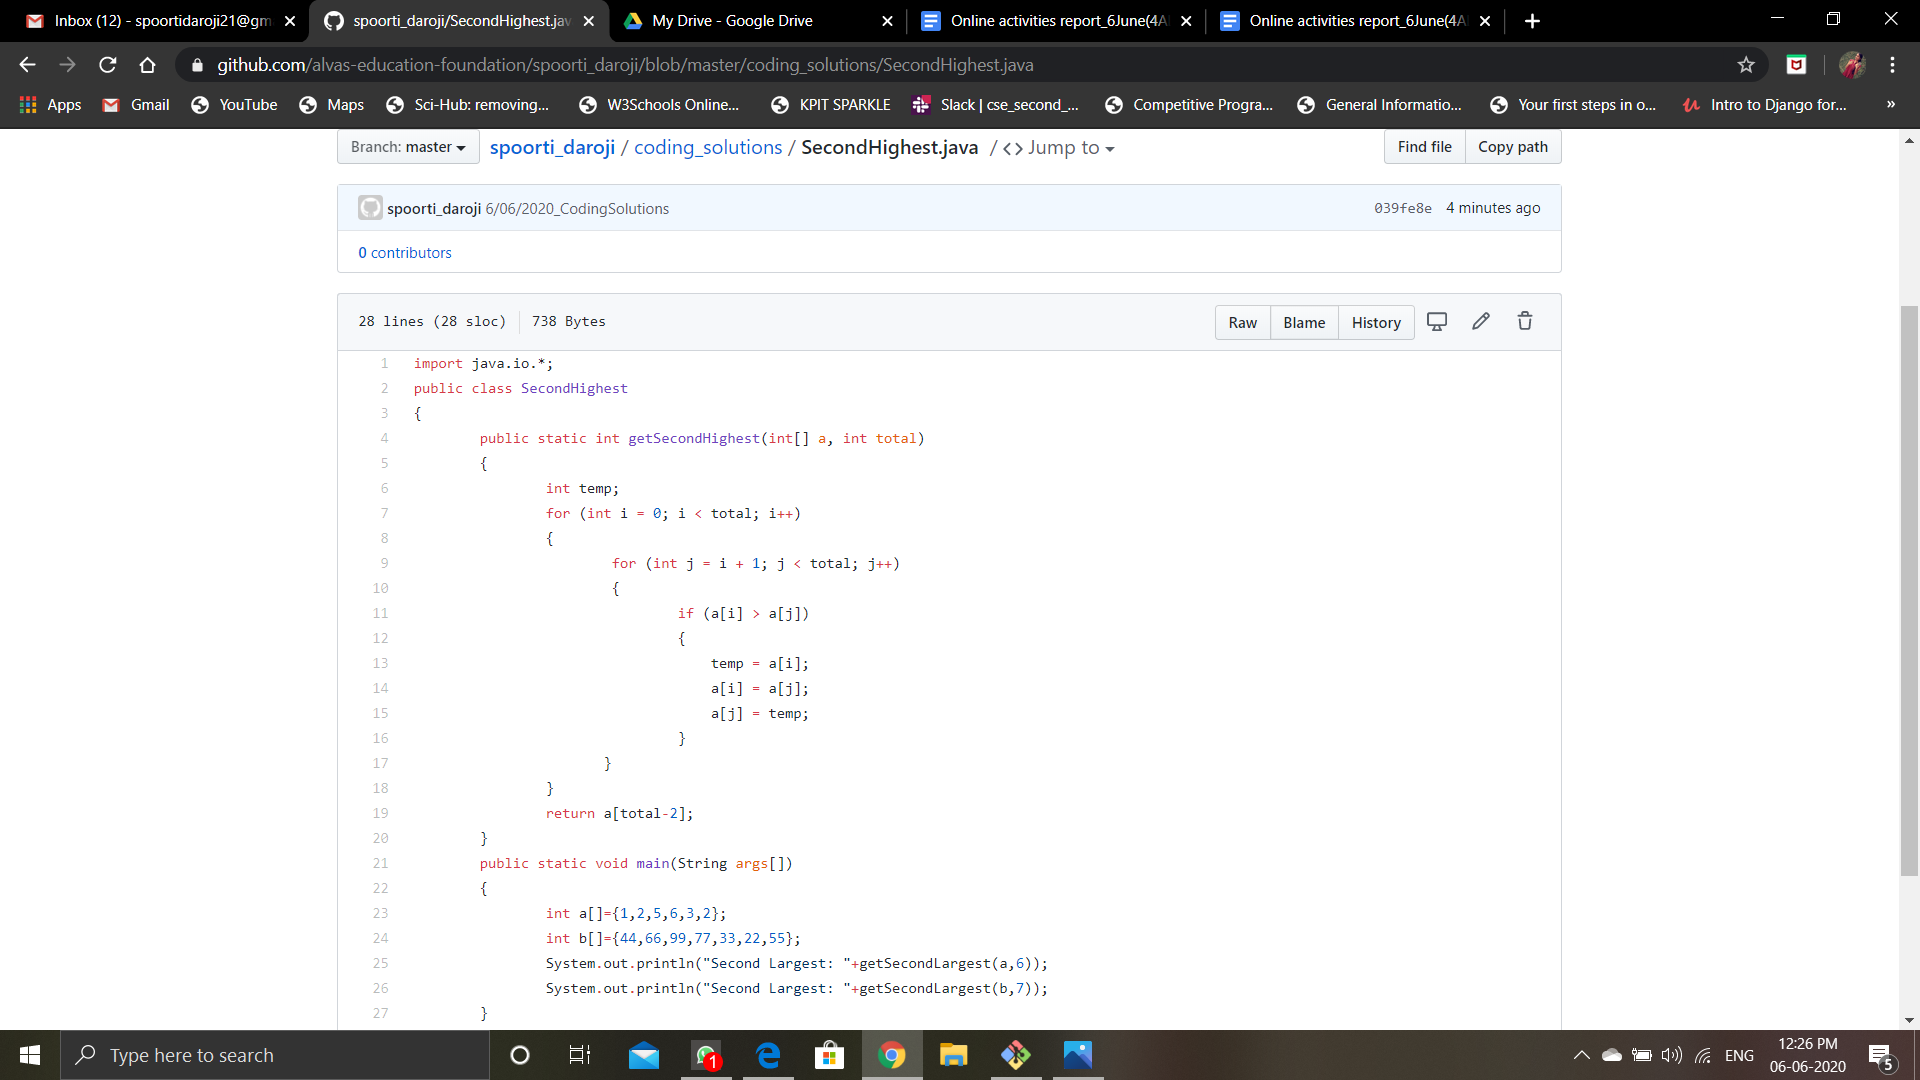 Inbox (12) - spoortidaroji21@gm
spoorti_daroji/SecondHighest.jav
My Drive - Google Drive
Online activities report_6June(4A
Online activities report_6June(4A
github.com/alvas-education-foundation/spoorti_daroji/blob/master/coding_solutions/SecondHighest.java
Apps Gmail YouTube Maps Sci-Hub: removing... W3Schools Online... KPIT SPARKLE Slack | cse_second_... Competitive Progra... General Informatio... Your first steps in o... Intro to Django for... »
Branch: master spoorti_daroji / coding_solutions / SecondHighest.java / <> Jump to Find file Copy path
spoorti_daroji 6/06/2020_CodingSolutions 039fe8e 4 minutes ago
0 contributors
28 lines (28 sloc) 738 Bytes Raw Blame History
1 import java.io.*;
2 public class SecondHighest
3 {
4 public static int getSecondHighest(int[] a, int total)
5 {
6 int temp;
7 for (int i = 0; i < total; i++)
8 {
9 for (int j = i + 1; j < total; j++)
10 {
11 if (a[i] > a[j])
12 {
13 temp = a[i];
14 a[i] = a[j];
15 a[j] = temp;
16 }
17 }
18 }
19 return a[total-2];
20 }
21 public static void main(String args[])
22 {
23 int a[]={1,2,5,6,3,2};
24 int b[]={44,66,99,77,33,22,55};
25 System.out.println("Second Largest: "+getSecondLargest(a,6));
26 System.out.println("Second Largest: "+getSecondLargest(b,7));
27 }
Type here to search 1 ENG 12:26 PM 5
06-06-2020